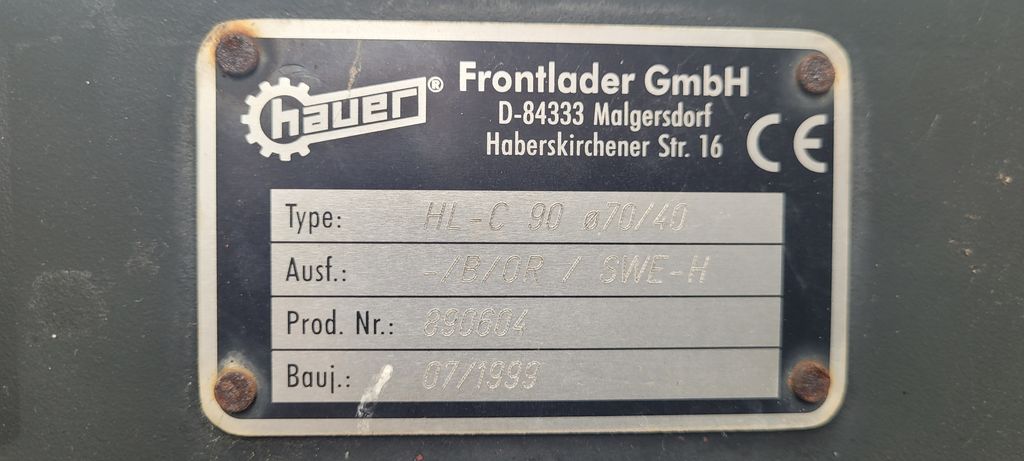 hauer® Frontlader GmbH
D-84333 Malgersdorf
Haberskirchener Str. 16
CE
Type: HL-C 90 ø70/40
Ausf.: -/B/OR / SWE-H
Prod. Nr.: 890604
Bauj.: 07/1999